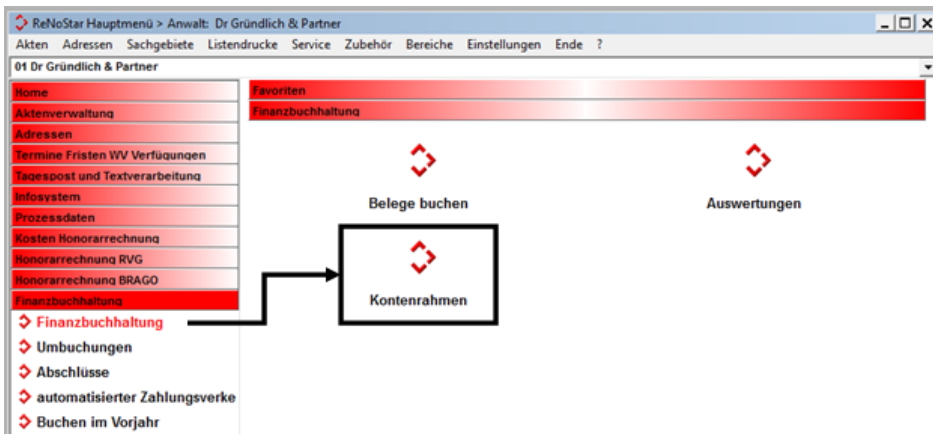 ReNoStar Hauptmenü > Anwalt: Dr Gründlich & Partner
Akten Adressen Sachgebiete Listendrucke Service Zubehör Bereiche Einstellungen Ende ?
01 Dr Gründlich & Partner
Home
Aktenverwaltung
Adressen
Termine Fristen WV Verfügungen
Tagespost und Textverarbeitung
Infosystem
Prozessdaten
Kosten Honorarrechnung
Honorarrechnung RVG
Honorarrechnung BRAGO
Finanzbuchhaltung
Finanzbuchhaltung
Umbuchungen
Abschlüsse
automatisierter Zahlungsverke
Buchen im Vorjahr
Favoriten
Finanzbuchhaltung
Belege buchen
Auswertungen
Kontenrahmen